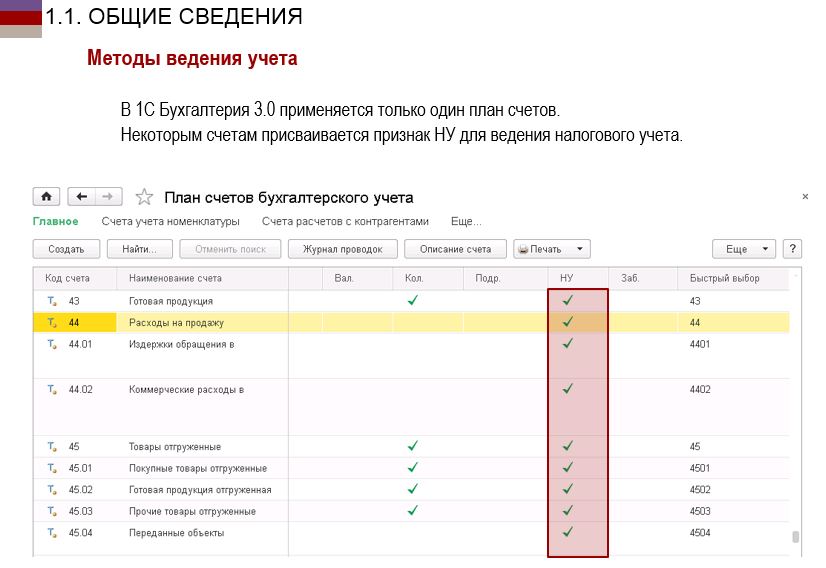 1.1. ОБЩИЕ СВЕДЕНИЯ
Методы ведения учета
В 1С Бухгалтерия 3.0 применяется только один план счетов.
Некоторым счетам присваивается признак НУ для ведения налогового учета.
План счетов бухгалтерского учета
Главное Счета учета номенклатуры Счета расчетов с контрагентами Еще...
Создать Найти... Отменить поиск Журнал проводок Описание счета Печать Еще ?
Код счета Наименование счета Вал. Кол. Подр. НУ Заб. Быстрый выбор
43 Готовая продукция 43
44 Расходы на продажу 44
44.01 Издержки обращения в 4401
44.02 Коммерческие расходы в 4402
45 Товары отгруженные 45
45.01 Покупные товары отгруженные 4501
45.02 Готовая продукция отгруженная 4502
45.03 Прочие товары отгруженные 4503
45.04 Переданные объекты 4504